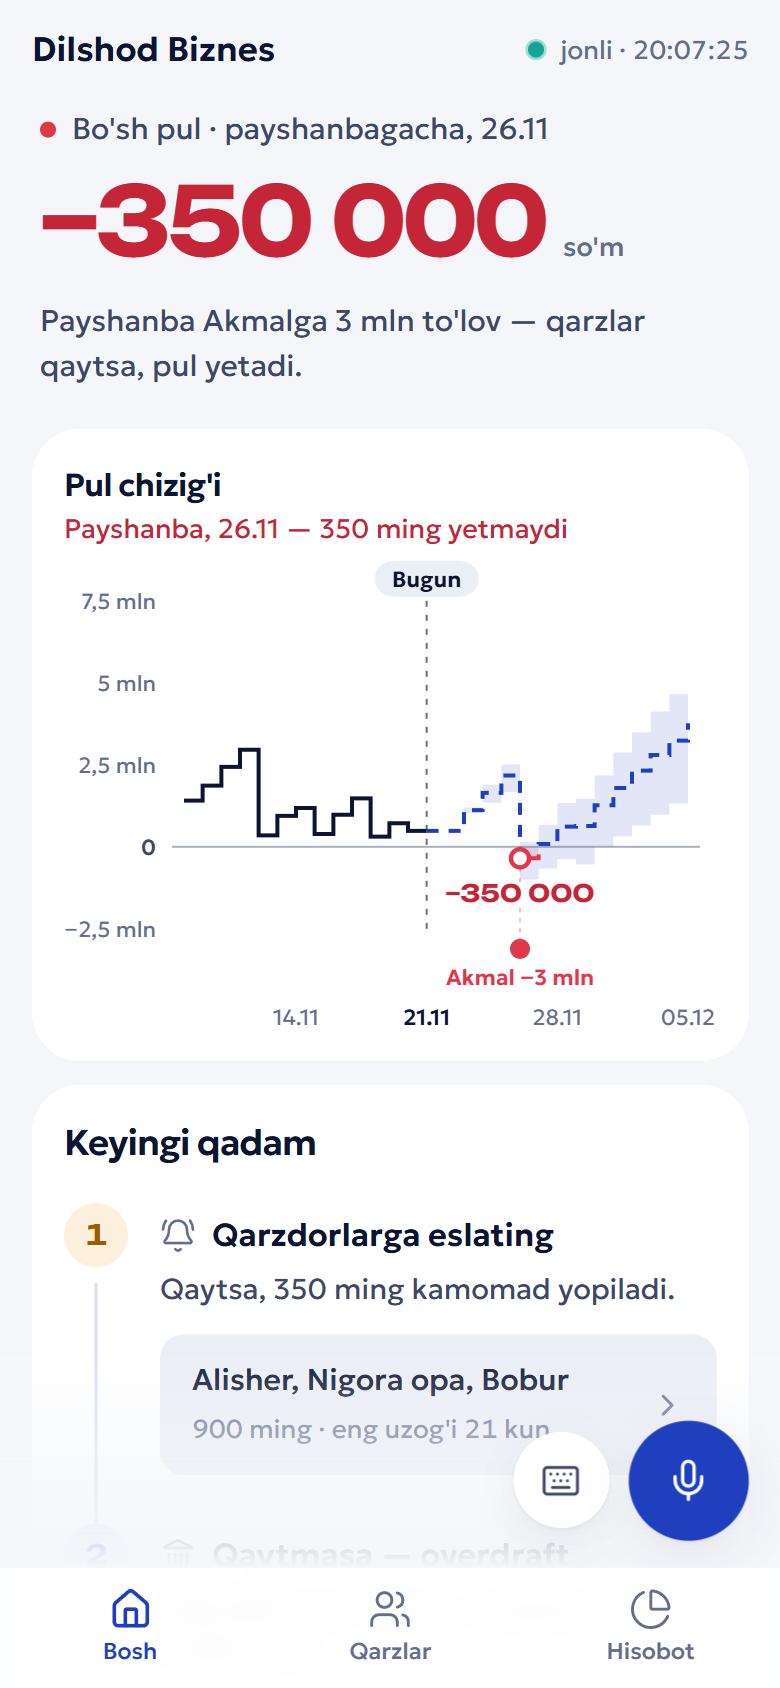 Dilshod Biznes
jonli · 20:07:25
Bo'sh pul · payshanbagacha, 26.11
−350 000 so'm
Payshanba Akmalga 3 mln to'lov — qarzlar
qaytsa, pul yetadi.
Pul chizig'i
Payshanba, 26.11 — 350 ming yetmaydi
Bugun
7,5 mln
5 mln
2,5 mln
0
−2,5 mln
−350 000
Akmal −3 mln
14.11
21.11
28.11
05.12
Keyingi qadam
1
Qarzdorlarga eslating
Qaytsa, 350 ming kamomad yopiladi.
Alisher, Nigora opa, Bobur
900 ming · eng uzog'i 21 kun
2
Qaytmasa — overdraft
Bosh
Qarzlar
Hisobot